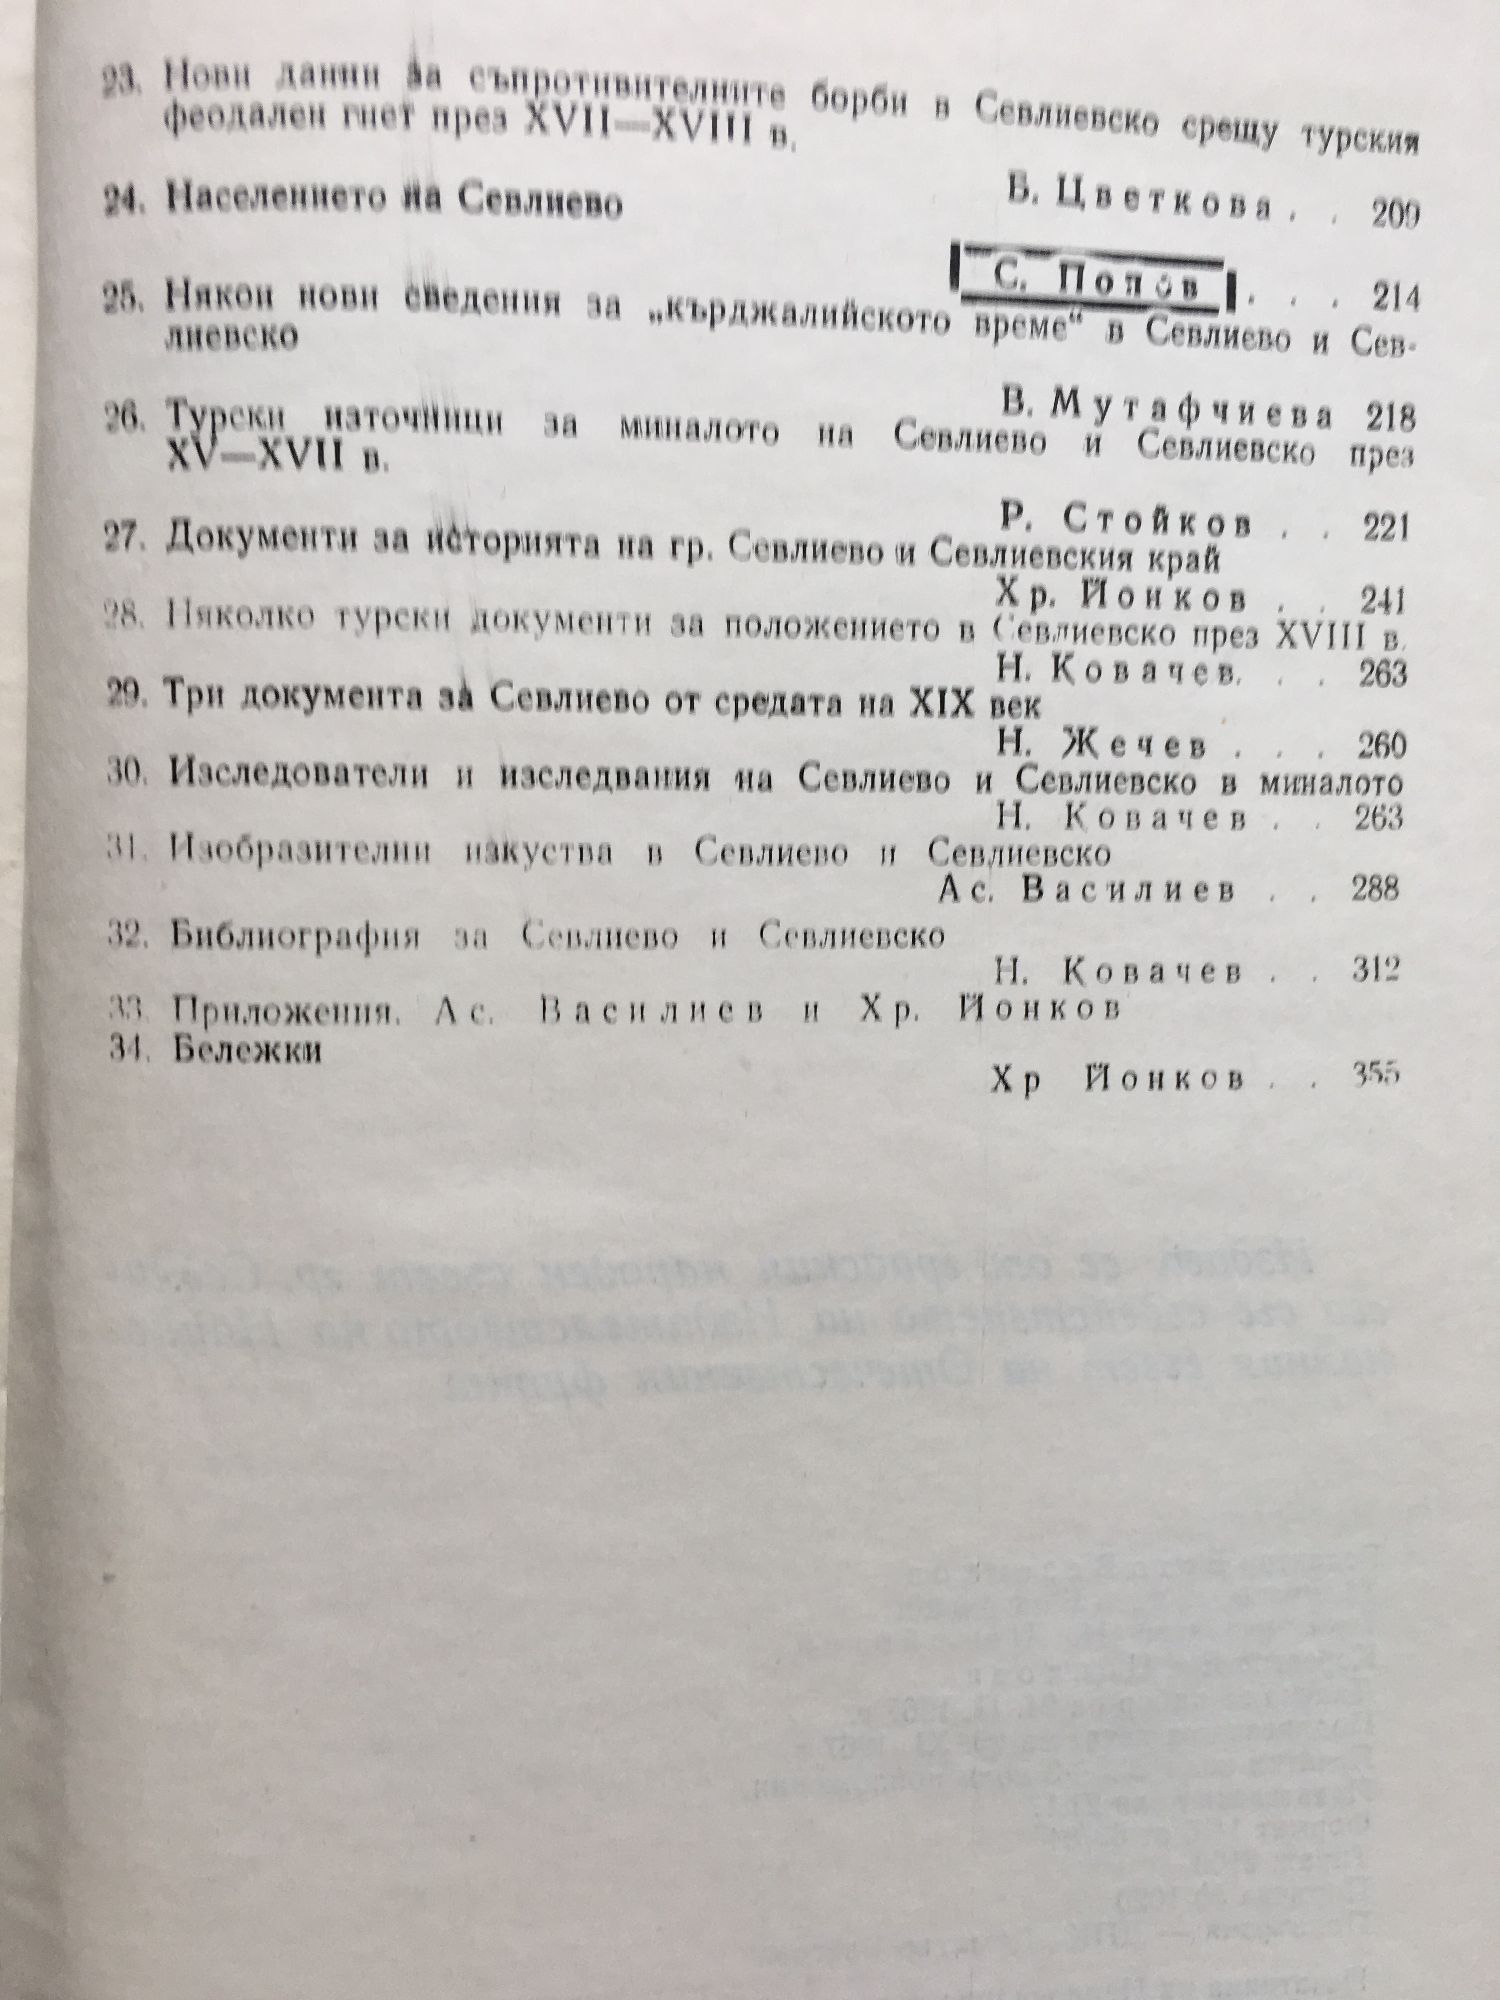 23. Нови данни за съпротивителните борби в Севлиевско срещу турския
феодален гнет през XVII—XVIII в.
Б. Цветкова . . 209
24. Населението на Севлиево
С. Попов . . . 214
25. Някои нови сведения за „кърджалийското време“ в Севлиево и Сев-
лиевско
В. Мутафчиева 218
26. Турски източници за миналото на Севлиево и Севлиевско през
XV—XVII в.
Р. Стойков . . 221
27. Документи за историята на гр. Севлиево и Севлиевския край
Хр. Йонков . . 241
28. Няколко турски документи за положението в Севлиевско през XVIII в.
Н. Ковачев. . . 263
29. Три документа за Севлиево от средата на XIX век
Н. Жечев . . . 260
30. Изследователи и изследвания на Севлиево и Севлиевско в миналото
Н. Ковачев . . 263
31. Изобразителни изкуства в Севлиево и Севлиевско
Ас. Василиев . . 288
32. Библиография за Севлиево и Севлиевско
Н. Ковачев . . 312
33. Приложения. Ас. Василиев и Хр. Йонков
34. Бележки
Хр Йонков . . 355